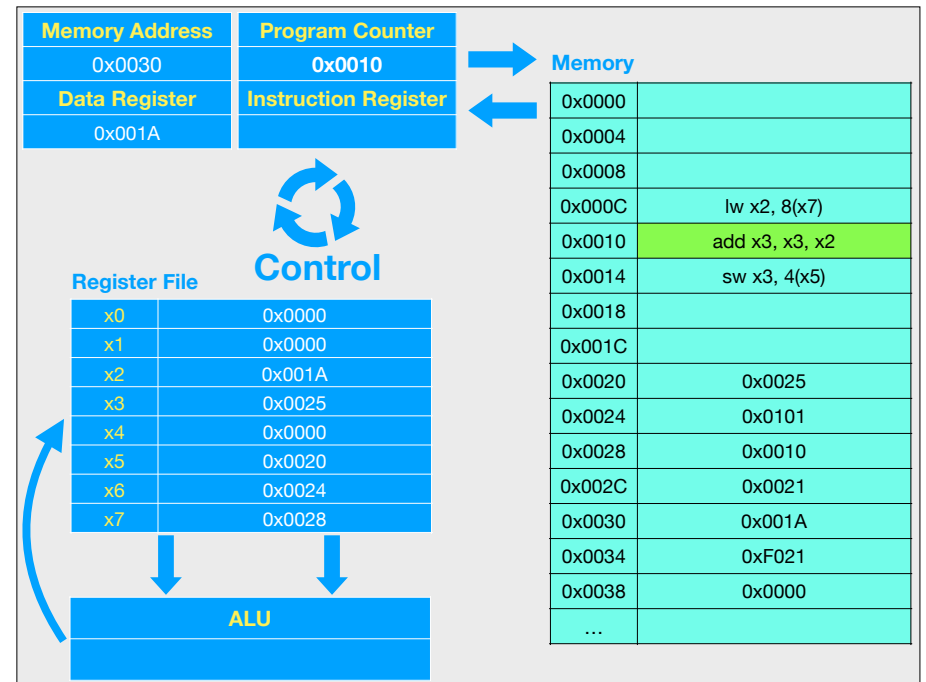 Memory Address Program Counter
0x0030 0x0010
Data Register Instruction Register
0x001A
Control
Register File
x0 0x0000
x1 0x0000
x2 0x001A
x3 0x0025
x4 0x0000
x5 0x0020
x6 0x0024
x7 0x0028
ALU
Memory
0x0000
0x0004
0x0008
0x000C lw x2, 8(x7)
0x0010 add x3, x3, x2
0x0014 sw x3, 4(x5)
0x0018
0x001C
0x0020 0x0025
0x0024 0x0101
0x0028 0x0010
0x002C 0x0021
0x0030 0x001A
0x0034 0xF021
0x0038 0x0000
…